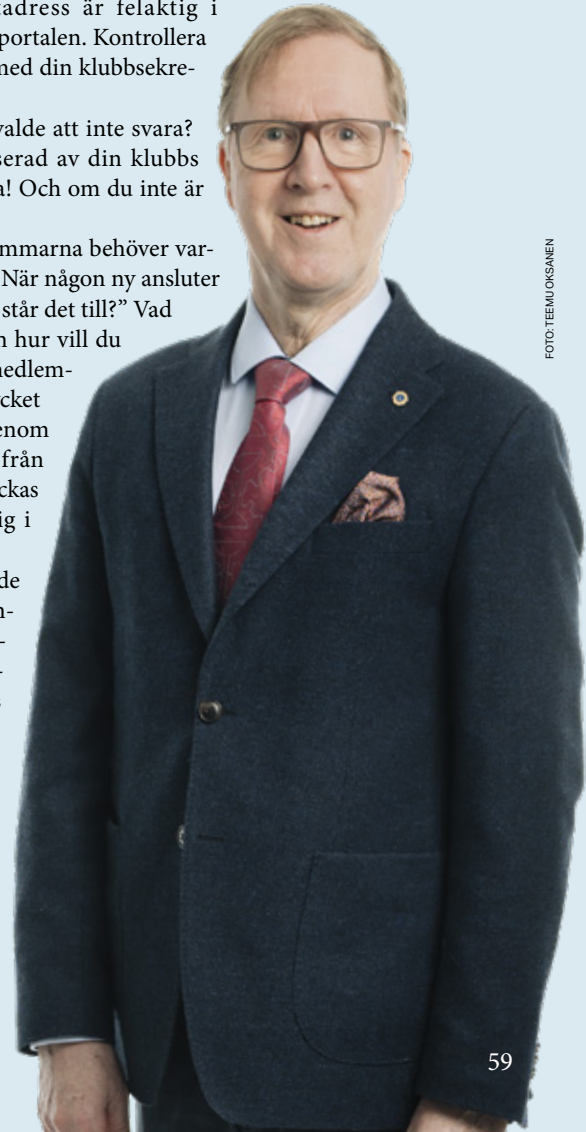 tadress är felaktig i
portalen. Kontrollera
med din klubbsekre-
valde att inte svara?
serad av din klubbs
a! Och om du inte är
mmarna behöver var-
När någon ny ansluter
står det till?” Vad
n hur vill du
medlem-
cket
enom
från
ckas
ig i
de
n-
-
-
s
FOTO: TEEMU OKSANEN
59